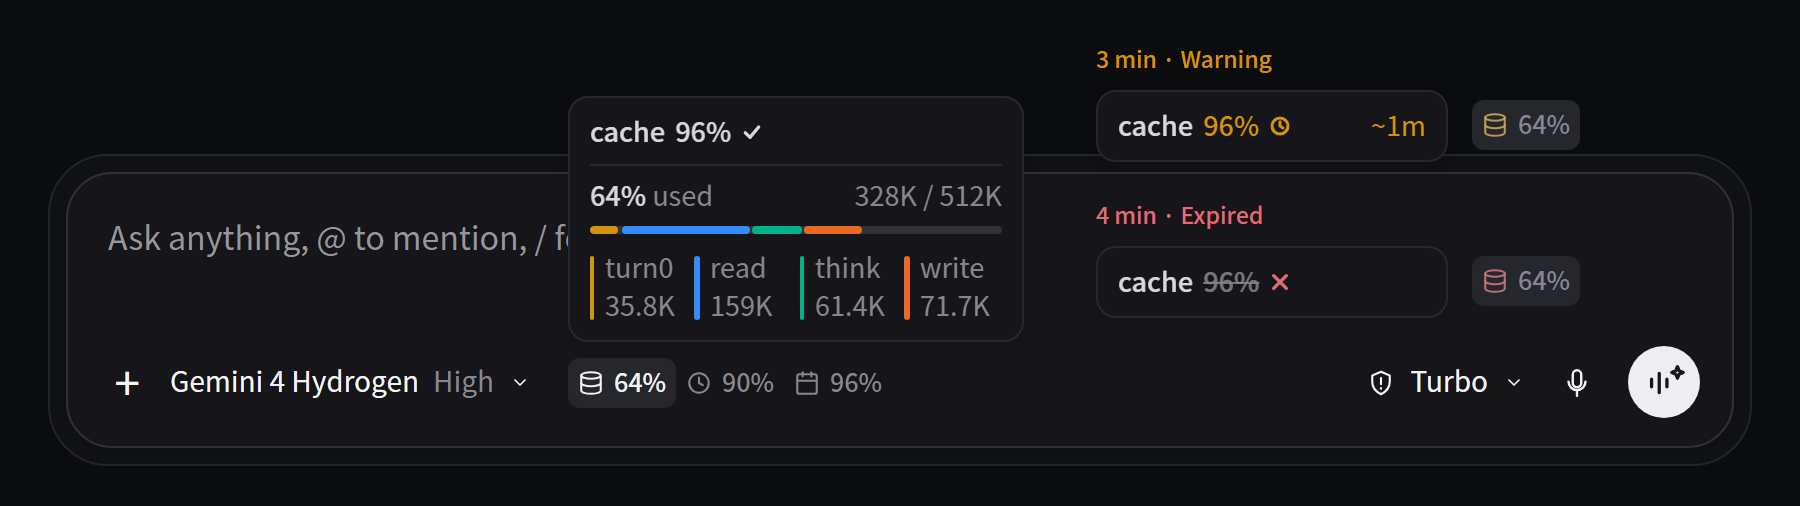 3 min · Warning
cache 96% ~1m 64%
cache 96%
64% used 328K / 512K
4 min · Expired
Ask anything, @ to mention, / f
turn0 read think write
35.8K 159K 61.4K 71.7K
cache 96% 64%
+ Gemini 4 Hydrogen High 64% 90% 96% Turbo